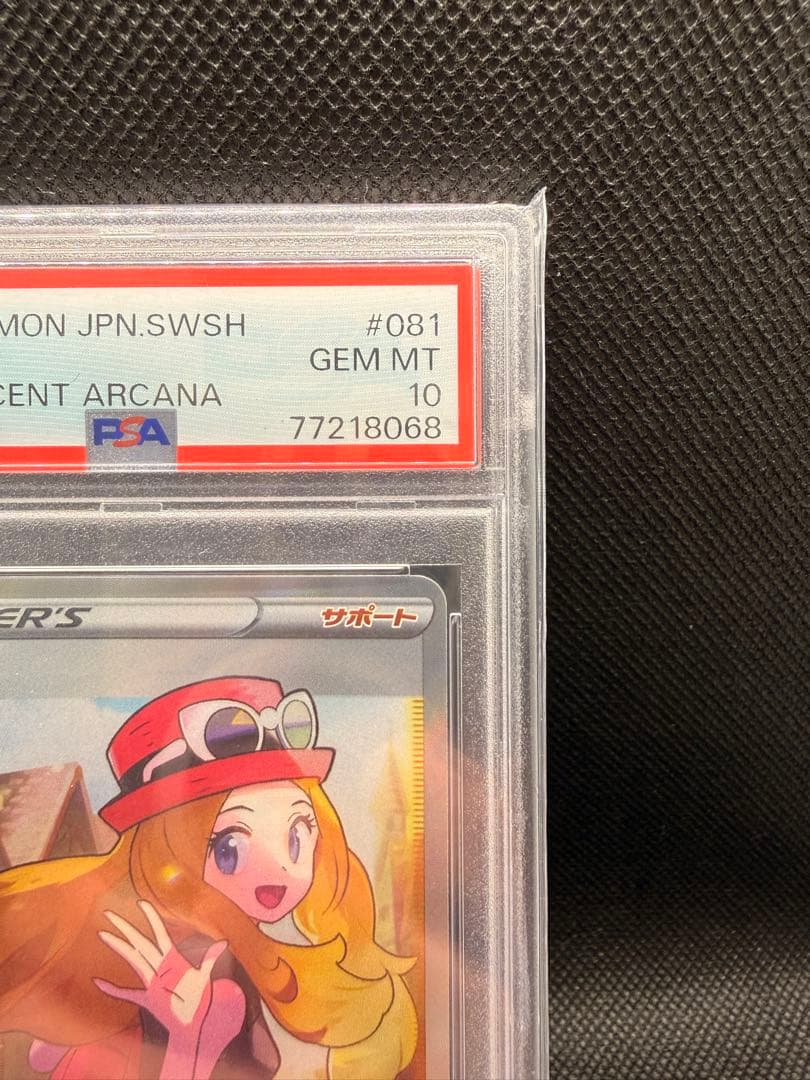 MON JPN.SWSH #081
GEM MT
CENT ARCANA 10
PSA 77218068
ER'S サポート